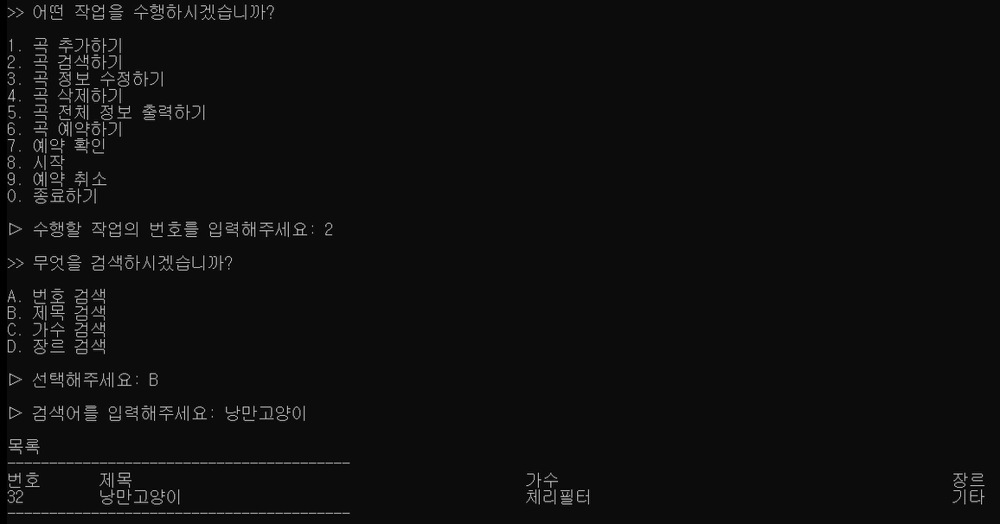 >> 어떤 작업을 수행하시겠습니까?
1. 곡 추가하기
2. 곡 검색하기
3. 곡 정보 수정하기
4. 곡 삭제하기
5. 곡 전체 정보 출력하기
6. 곡 예약하기
7. 예약 확인
8. 시작
9. 예약 취소
0. 종료하기
▷ 수행할 작업의 번호를 입력해주세요: 2
>> 무엇을 검색하시겠습니까?
A. 번호 검색
B. 제목 검색
C. 가수 검색
D. 장르 검색
▷ 선택해주세요: B
▷ 검색어를 입력해주세요: 낭만고양이
목록
-----------------------------------------
번호 제목 가수 장르
32 낭만고양이 체리필터 기타
-----------------------------------------